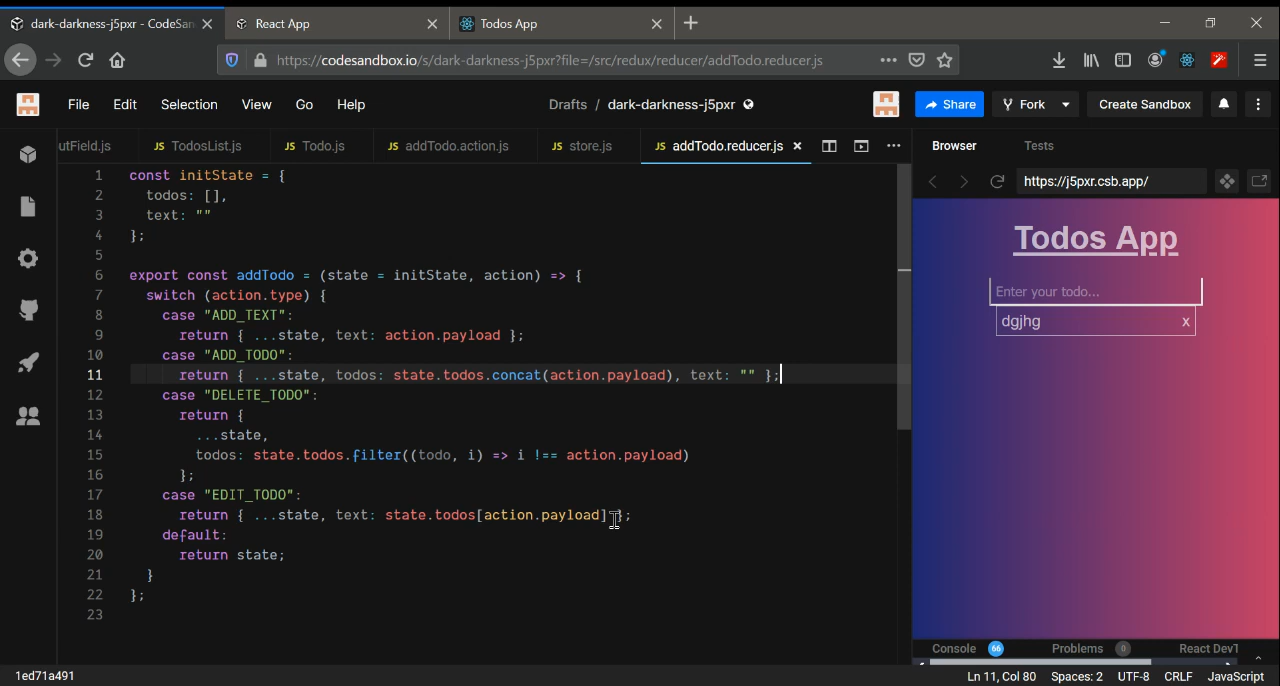 dark-darkness-j5pxr - CodeSan
React App
Todos App
https://codesandbox.io/s/dark-darkness-j5pxr?file=/src/redux/reducer/addTodo.reducer.js
File Edit Selection View Go Help
Drafts / dark-darkness-j5pxr
Share
Fork
Create Sandbox
utField.js
JS TodosList.js
JS Todo.js
JS addTodo.action.js
JS store.js
JS addTodo.reducer.js
Browser
Tests
https://j5pxr.csb.app/
1 const initState = {
2 todos: [],
3 text: ""
4 };
5
6 export const addTodo = (state = initState, action) => {
7 switch (action.type) {
8 case "ADD_TEXT":
9 return { ...state, text: action.payload };
10 case "ADD_TODO":
11 return { ...state, todos: state.todos.concat(action.payload), text: "" };
12 case "DELETE_TODO":
13 return {
14 ...state,
15 todos: state.todos.filter((todo, i) => i !== action.payload)
16 };
17 case "EDIT_TODO":
18 return { ...state, text: state.todos[action.payload] };
19 default:
20 return state;
21 }
22 };
23
Todos App
Enter your todo...
dgjhg x
Console 66
Problems 0
React DevT
1ed71a491
Ln 11, Col 80 Spaces: 2 UTF-8 CRLF JavaScript